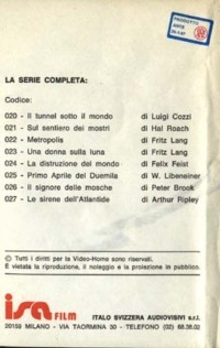 PRODOTTO
LA SERIE COMPLETA:
Codice:
020 - Il tunnel sotto il mondo di Luigi Cozzi
021 - Sul sentiero dei mostri di Hal Roach
022 - Metropolis di Fritz Lang
023 - Una donna sulla luna di Fritz Lang
024 - La distruzione del mondo di Felix Feist
025 - Primo Aprile del Duemila di W. Libeneiner
026 - Il signore delle mosche di Peter Brook
027 - Le sirene dell'Atlantide di Arthur Ripley
© Tutti i diritti per la Video-Home sono riservati.
È vietata la riproduzione, il noleggio e la proiezione in pubblico.
isa FILM ITALO SVIZZERA AUDIOVISIVI s.r.l.
20159 MILANO - VIA TAORMINA 30 - TELEFONO (02) 68.38.02